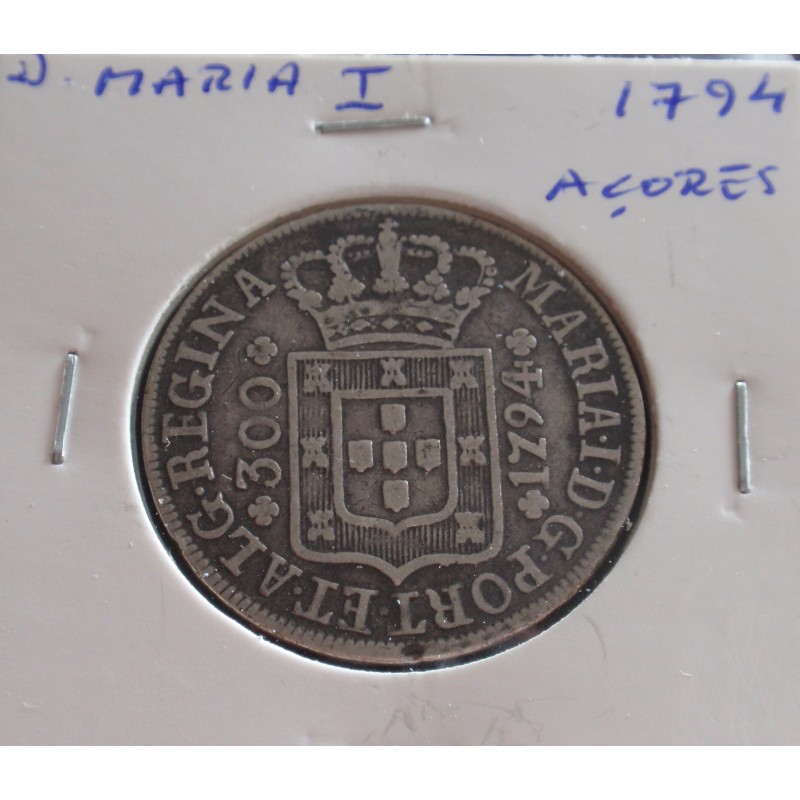 D. MARIA I 1794
AÇORES
MARIA·I·D·G·PORT·ET·ALG·REGINA
300
1794